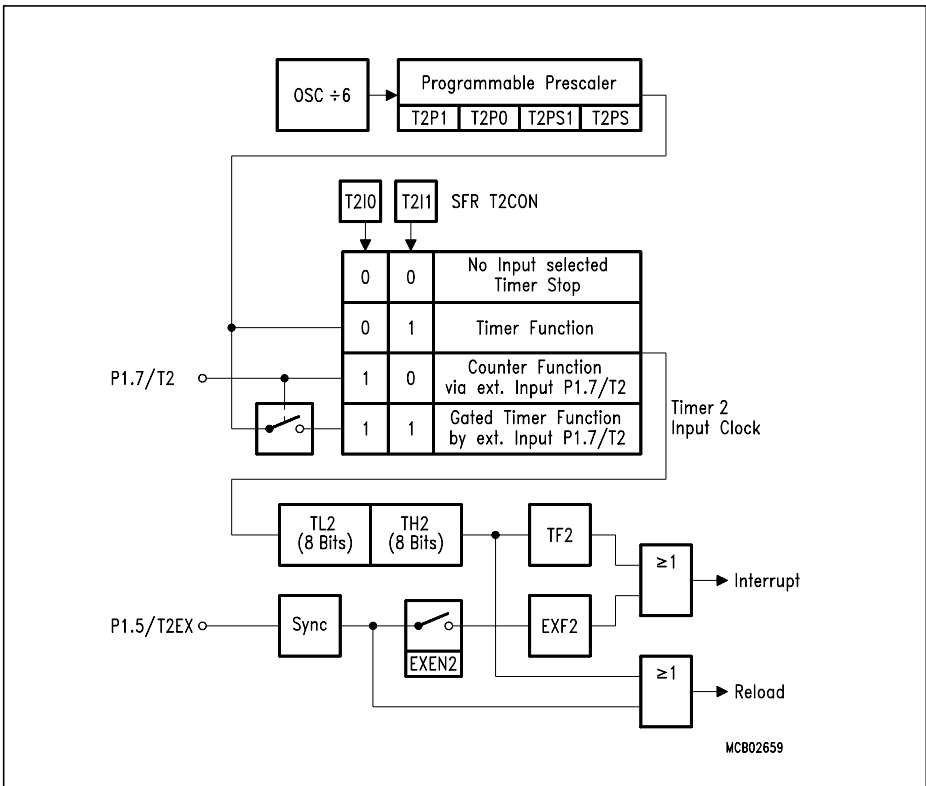 OSC ÷6
Programmable Prescaler
T2P1 T2P0 T2PS1 T2PS
T2I0 T2I1 SFR T2CON
0 0 No Input selected
Timer Stop
0 1 Timer Function
P1.7/T2
1 0 Counter Function
via ext. Input P1.7/T2
1 1 Gated Timer Function
by ext. Input P1.7/T2
Timer 2
Input Clock
TL2
(8 Bits)
TH2
(8 Bits)
TF2
≥1
Interrupt
P1.5/T2EX
Sync
EXEN2
EXF2
≥1
Reload
MCB02659